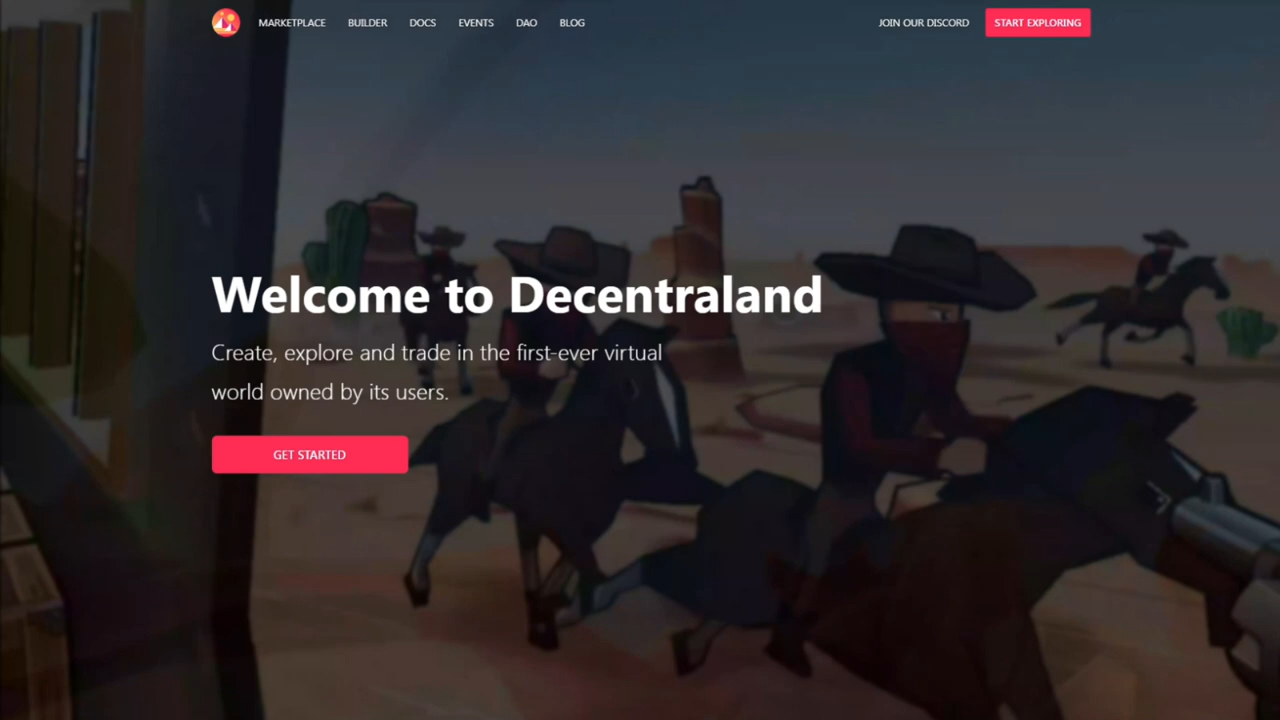 MARKETPLACE BUILDER DOCS EVENTS DAO BLOG JOIN OUR DISCORD START EXPLORING
Welcome to Decentraland
Create, explore and trade in the first-ever virtual
world owned by its users.
GET STARTED